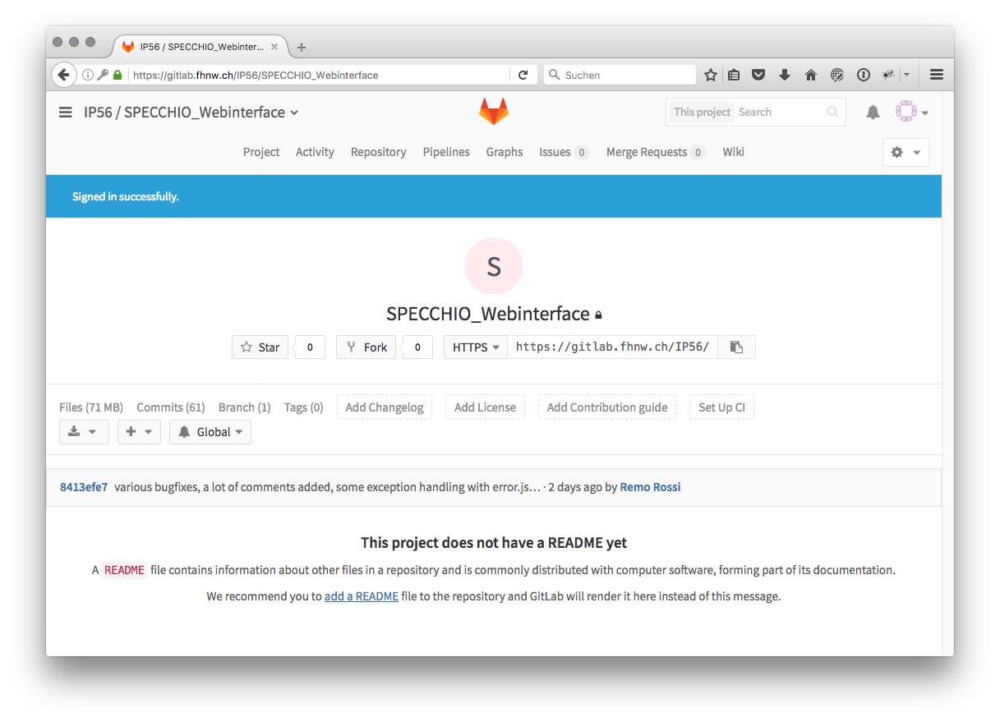 IP56 / SPECCHIO_Webinter...
https://gitlab.fhnw.ch/IP56/SPECCHIO_Webinterface
Suchen
IP56 / SPECCHIO_Webinterface
This project Search
Project Activity Repository Pipelines Graphs Issues 0 Merge Requests 0 Wiki
Signed in successfully.
S
SPECCHIO_Webinterface
Star 0 Fork 0 HTTPS https://gitlab.fhnw.ch/IP56/
Files (71 MB) Commits (61) Branch (1) Tags (0) Add Changelog Add License Add Contribution guide Set Up CI
Global
8413efe7 various bugfixes, a lot of comments added, some exception handling with error.js… · 2 days ago by Remo Rossi
This project does not have a README yet
A README file contains information about other files in a repository and is commonly distributed with computer software, forming part of its documentation.
We recommend you to add a README file to the repository and GitLab will render it here instead of this message.